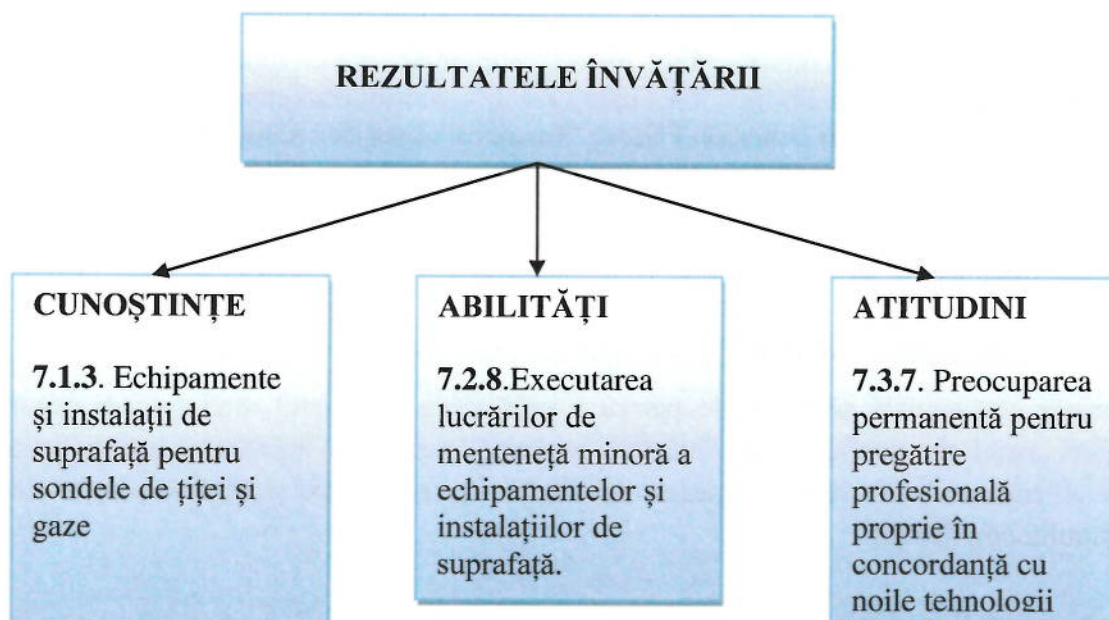 REZULTATELE ÎNVĂȚĂRII
CUNOȘTINȚE
7.1.3. Echipamente
și instalații de
suprafață pentru
sondele de țiței și
gaze
ABILITĂȚI
7.2.8.Executarea
lucrărilor de
menteneță minoră a
echipamentelor și
instalațiilor de
suprafață.
ATITUDINI
7.3.7. Preocuparea
permanentă pentru
pregătire
profesională
proprie în
concordanță cu
noile tehnologii